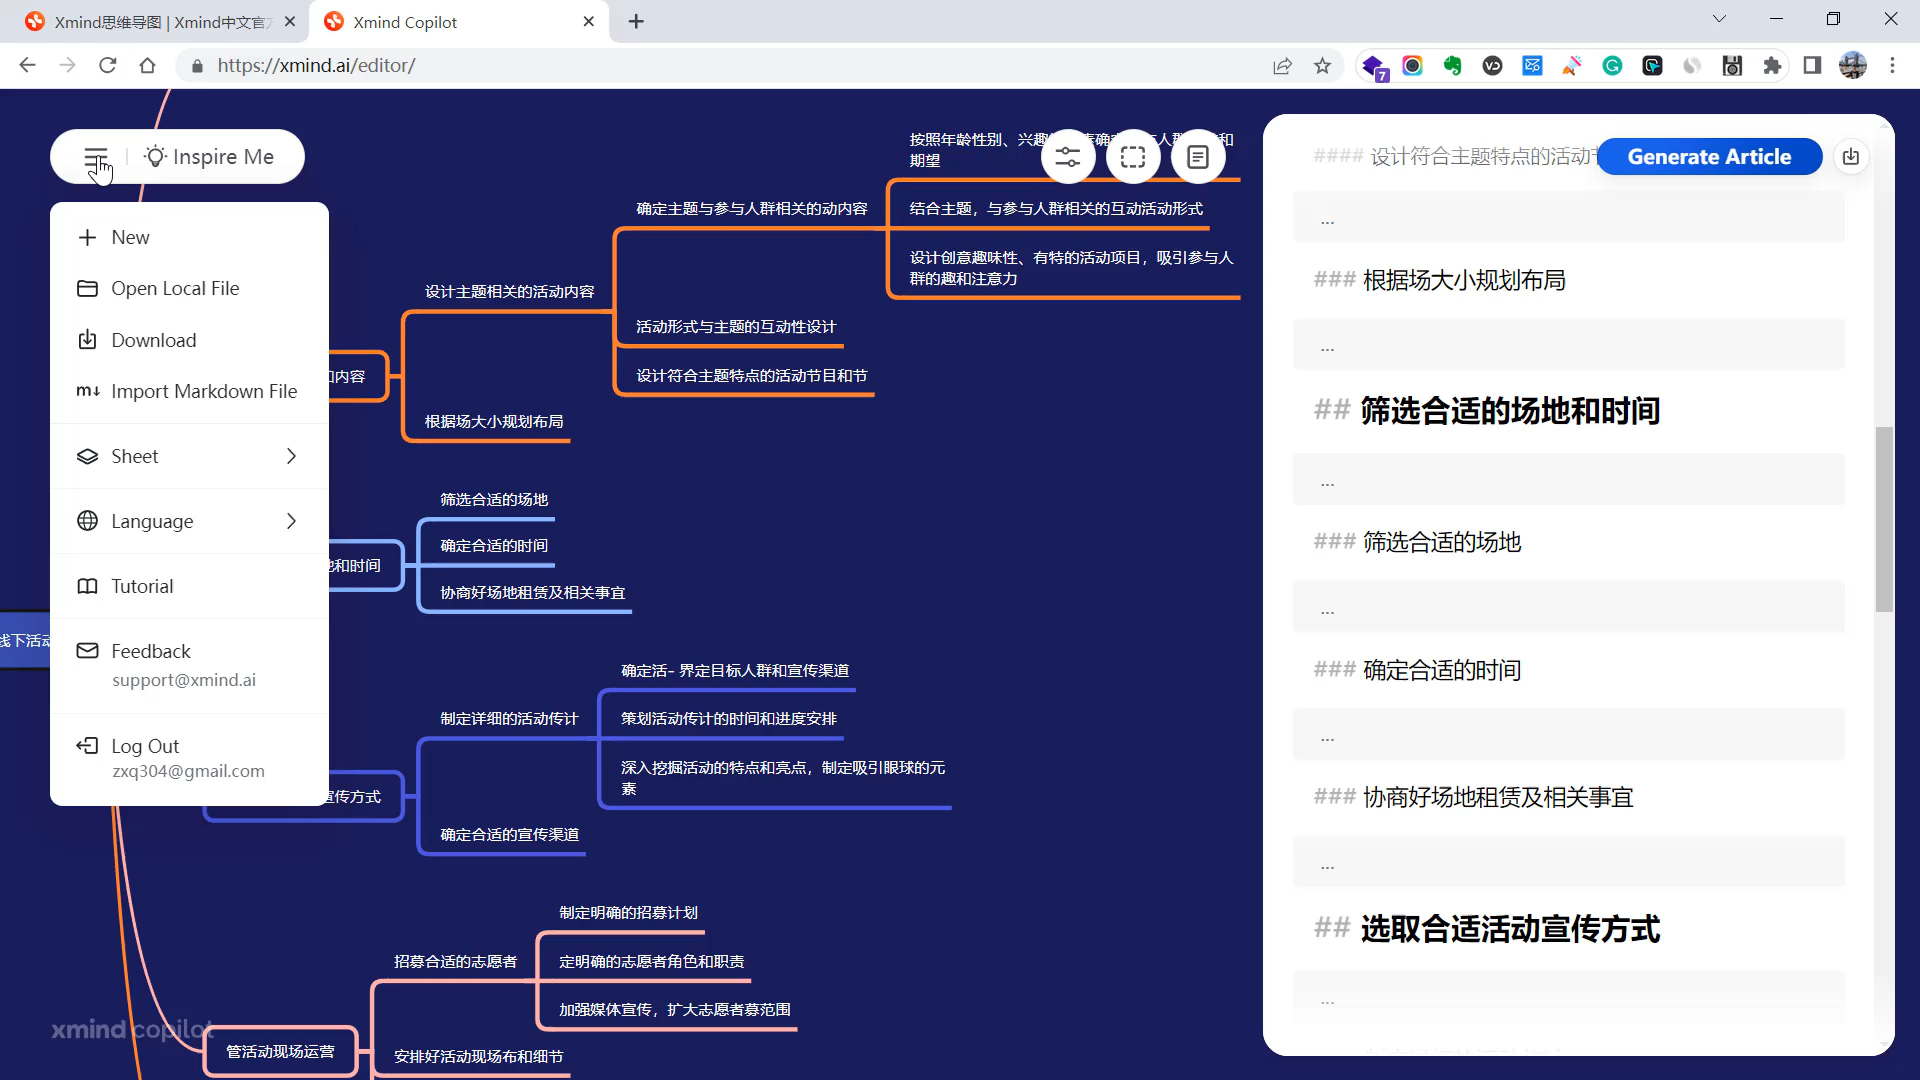 Xmind思维导图 | Xmind中文官
Xmind Copilot
https://xmind.ai/editor/
7
Inspire Me
New
Open Local File
Download
Import Markdown File
Sheet
Language
Tutorial
Feedback
support@xmind.ai
Log Out
zxq304@gmail.com
按照年龄性别、兴趣
和
期望
确定主题与参与人群相关的动内容
结合主题，与参与人群相关的互动活动形式
设计创意趣味性、有特的活动项目，吸引参与人
群的趣和注意力
设计主题相关的活动内容
活动形式与主题的互动性设计
设计符合主题特点的活动节目和节
和内容
根据场大小规划布局
筛选合适的场地
确定合适的时间
地和时间
协商好场地租赁及相关事宜
线下活动
确定活- 界定目标人群和宣传渠道
制定详细的活动传计
策划活动传计的时间和进度安排
深入挖掘活动的特点和亮点，制定吸引眼球的元
素
宣传方式
确定合适的宣传渠道
制定明确的招募计划
招募合适的志愿者
定明确的志愿者角色和职责
加强媒体宣传，扩大志愿者募范围
xmind copilot
管活动现场运营
安排好活动现场布和细节
#### 设计符合主题特点的活动节
Generate Article
...
### 根据场大小规划布局
...
## 筛选合适的场地和时间
...
### 筛选合适的场地
...
### 确定合适的时间
...
### 协商好场地租赁及相关事宜
...
## 选取合适活动宣传方式
...